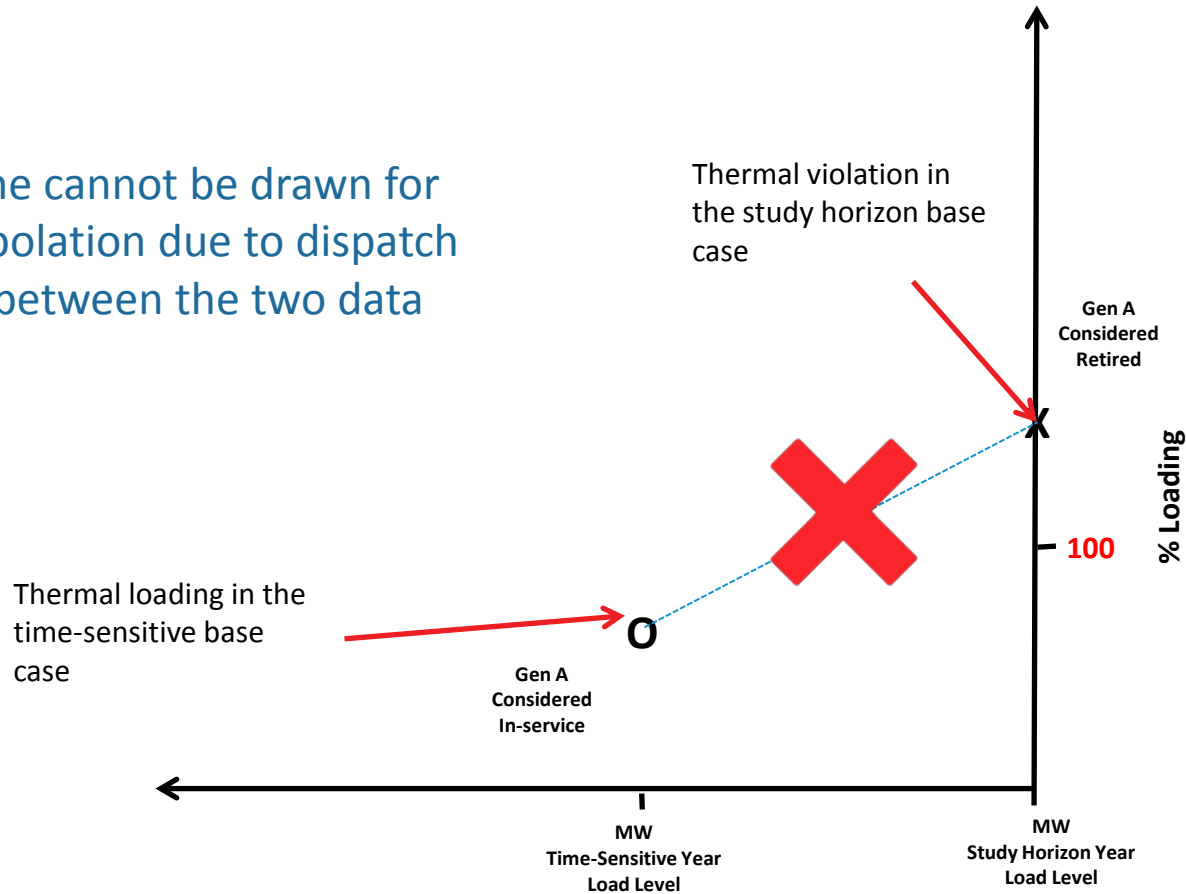 ne cannot be drawn for
polation due to dispatch
between the two data
Thermal violation in
the study horizon base
case
Gen A
Considered
Retired
X
% Loading
100
Thermal loading in the
time-sensitive base
case
O
Gen A
Considered
In-service
MW
Time-Sensitive Year
Load Level
MW
Study Horizon Year
Load Level